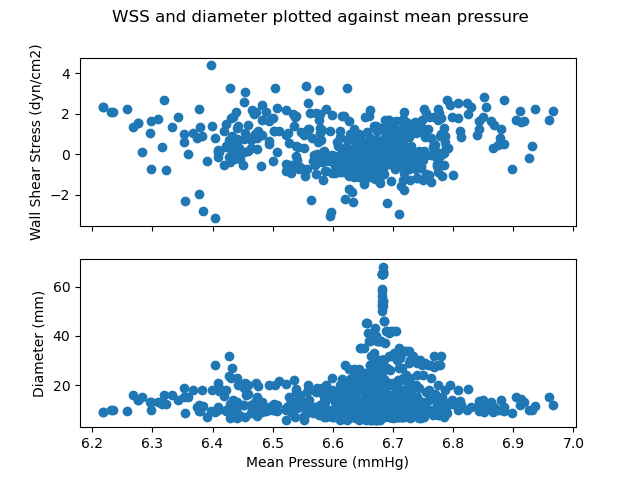 WSS and diameter plotted against mean pressure
Wall Shear Stress (dyn/cm2)
4
2
0
−2
Diameter (mm)
60
40
20
6.2 6.3 6.4 6.5 6.6 6.7 6.8 6.9 7.0
Mean Pressure (mmHg)